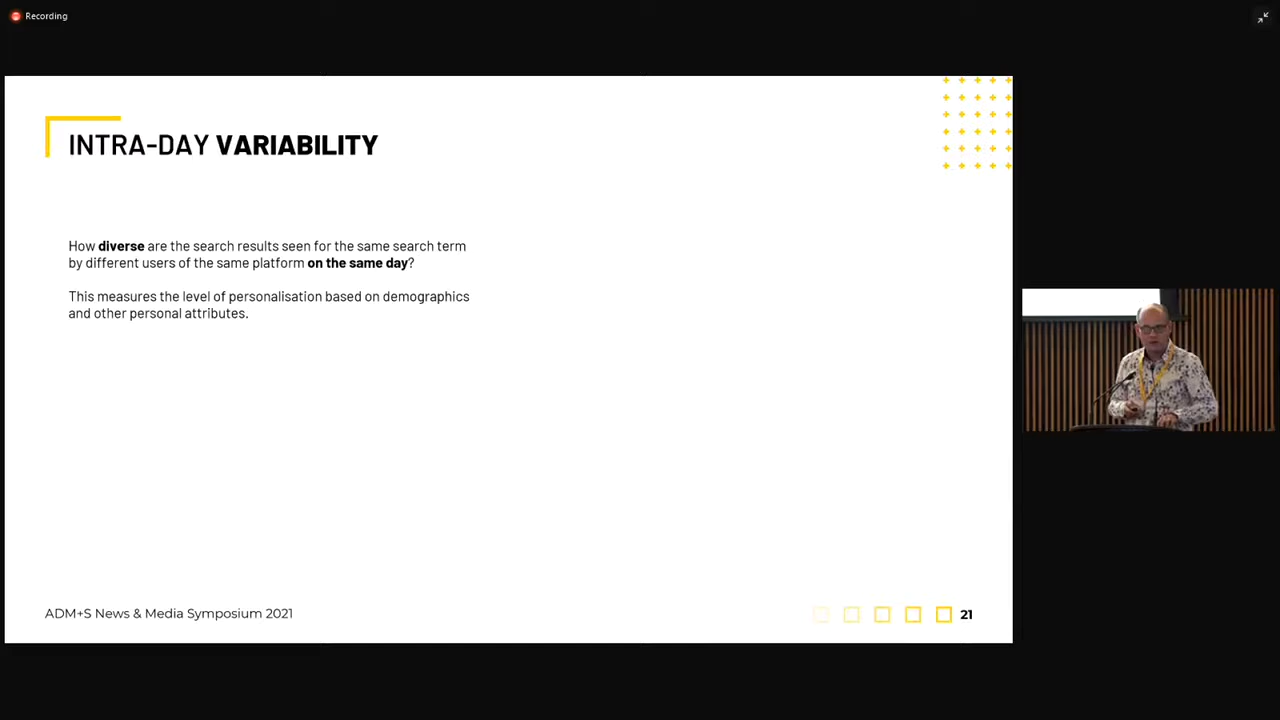 Recording
INTRA-DAY VARIABILITY
How diverse are the search results seen for the same search term
by different users of the same platform on the same day?
This measures the level of personalisation based on demographics
and other personal attributes.
ADM+S News & Media Symposium 2021
21